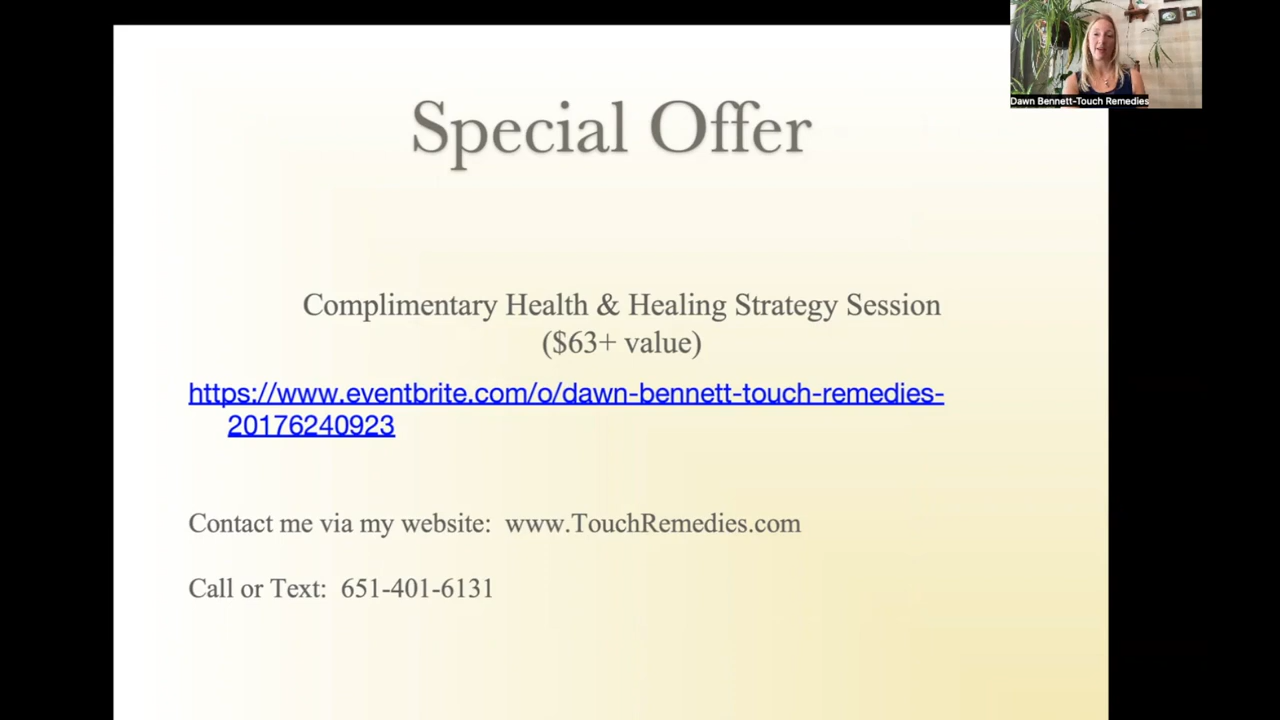 Special Offer
Dawn Bennett-Touch Remedies
Complimentary Health & Healing Strategy Session
($63+ value)
https://www.eventbrite.com/o/dawn-bennett-touch-remedies-
20176240923
Contact me via my website:  www.TouchRemedies.com
Call or Text:  651-401-6131